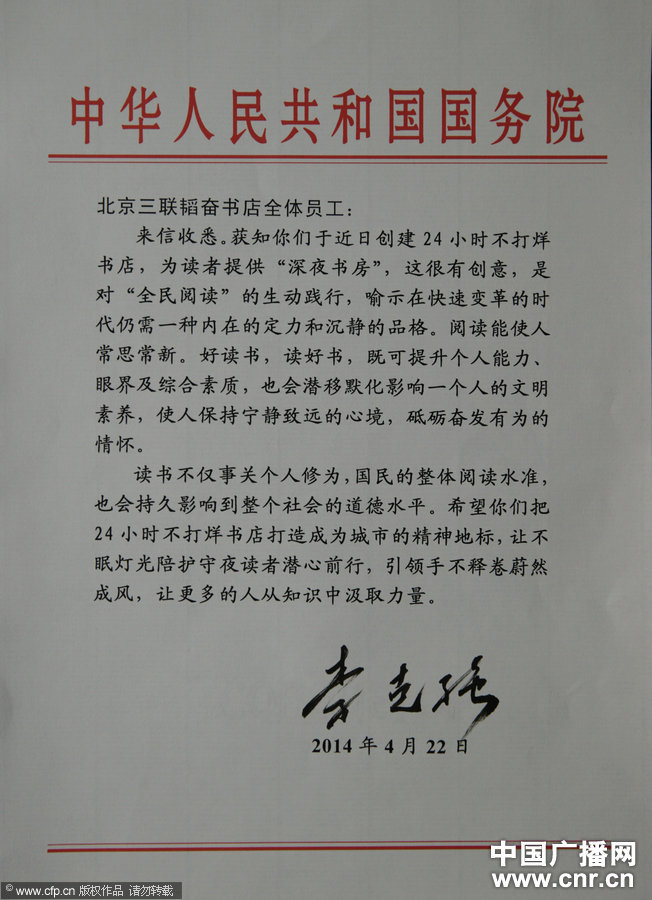 中华人民共和国国务院
北京三联韬奋书店全体员工：
来信收悉。获知你们于近日创建24小时不打烊
书店，为读者提供“深夜书房”，这很有创意，是
对“全民阅读”的生动践行，喻示在快速变革的时
代仍需一种内在的定力和沉静的品格。阅读能使人
常思常新。好读书，读好书，既可提升个人能力、
眼界及综合素质，也会潜移默化影响一个人的文明
素养，使人保持宁静致远的心境，砥砺奋发有为的
情怀。
读书不仅事关个人修为，国民的整体阅读水准，
也会持久影响到整个社会的道德水平。希望你们把
24小时不打烊书店打造成为城市的精神地标，让不
眠灯光陪护守夜读者潜心前行，引领手不释卷蔚然
成风，让更多的人从知识中汲取力量。
李克强
2014年4月22日
中国广播网
www.cnr.cn
www.cfp.cn 版权作品 请勿转载